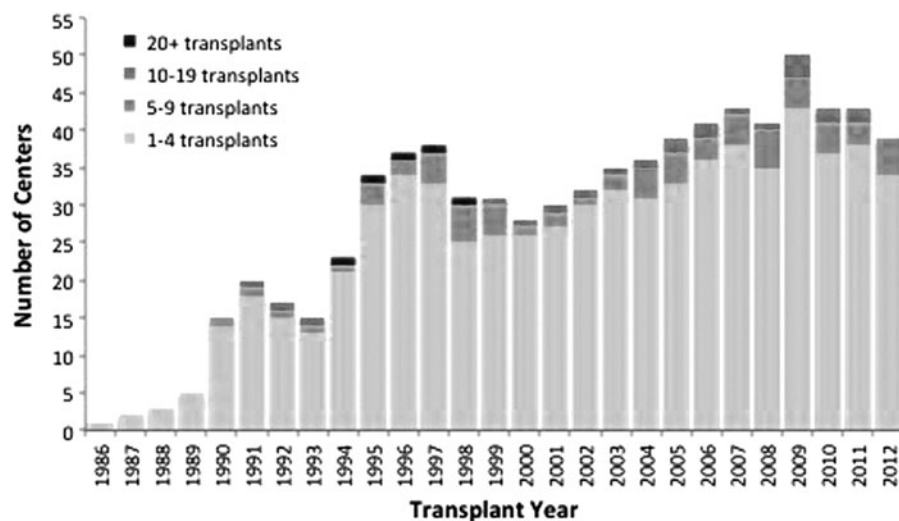 55
50
45
40
35
30
25
20
15
10
5
0
Number of Centers
20+ transplants
10-19 transplants
5-9 transplants
1-4 transplants
1986 1987 1988 1989 1990 1991 1992 1993 1994 1995 1996 1997 1998 1999 2000 2001 2002 2003 2004 2005 2006 2007 2008 2009 2010 2011 2012
Transplant Year